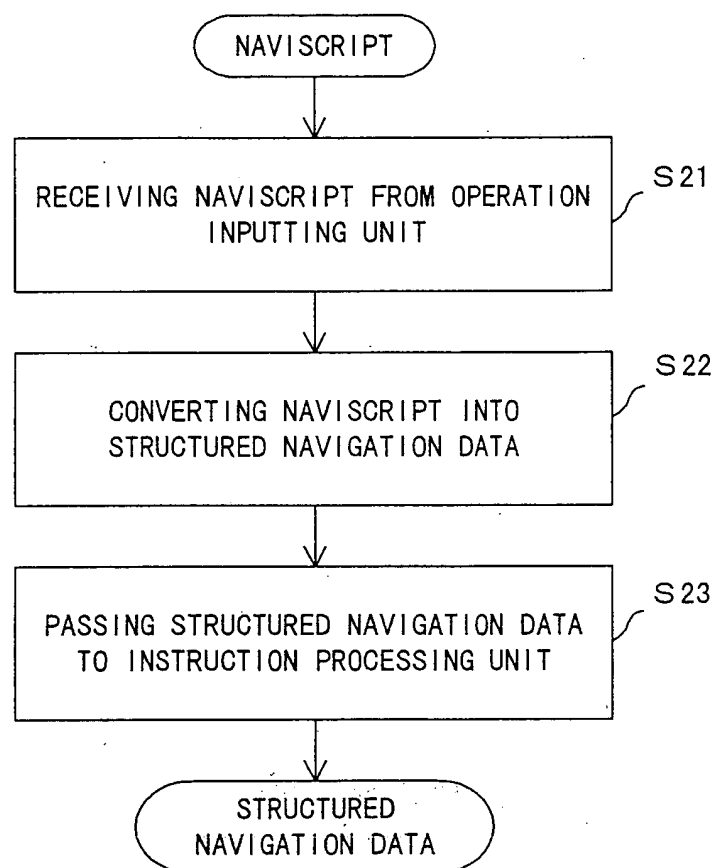 NAVISCRIPT
RECEIVING NAVISCRIPT FROM OPERATION
INPUTTING UNIT
S21
CONVERTING NAVISCRIPT INTO
STRUCTURED NAVIGATION DATA
S22
PASSING STRUCTURED NAVIGATION DATA
TO INSTRUCTION PROCESSING UNIT
S23
STRUCTURED
NAVIGATION DATA